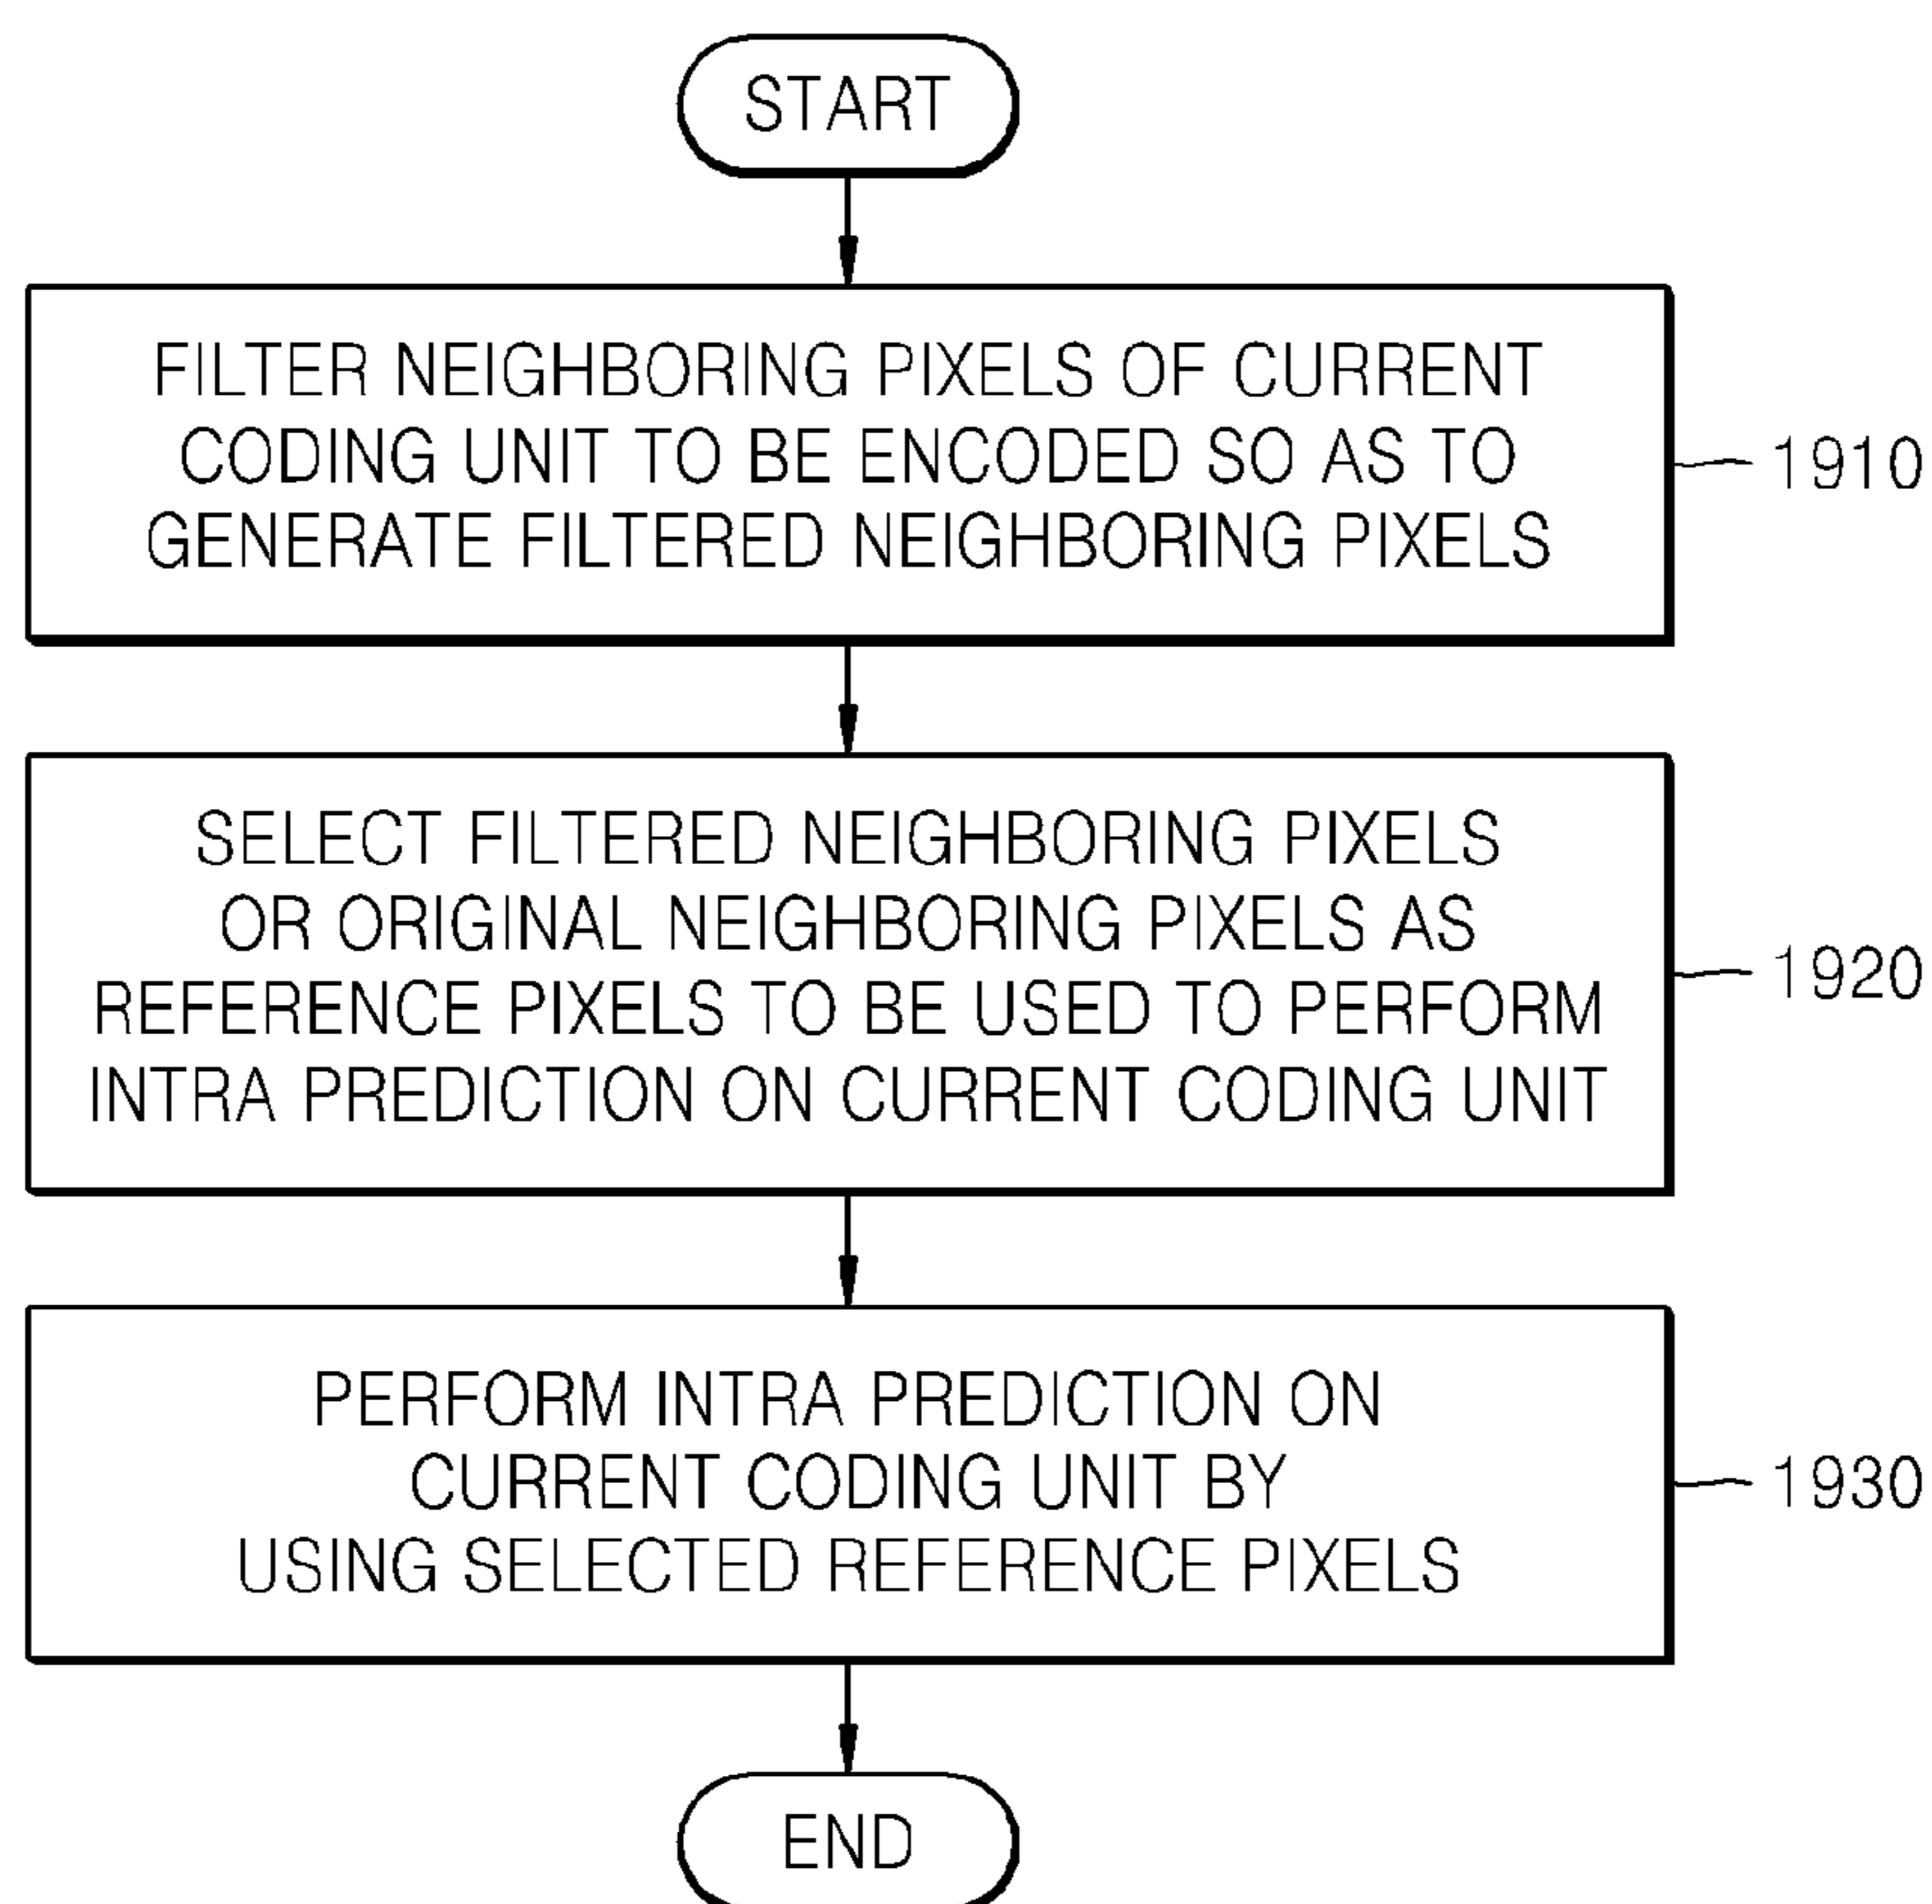 START
FILTER NEIGHBORING PIXELS OF CURRENT
CODING UNIT TO BE ENCODED SO AS TO
GENERATE FILTERED NEIGHBORING PIXELS
1910
SELECT FILTERED NEIGHBORING PIXELS
OR ORIGINAL NEIGHBORING PIXELS AS
REFERENCE PIXELS TO BE USED TO PERFORM
INTRA PREDICTION ON CURRENT CODING UNIT
1920
PERFORM INTRA PREDICTION ON
CURRENT CODING UNIT BY
USING SELECTED REFERENCE PIXELS
1930
END